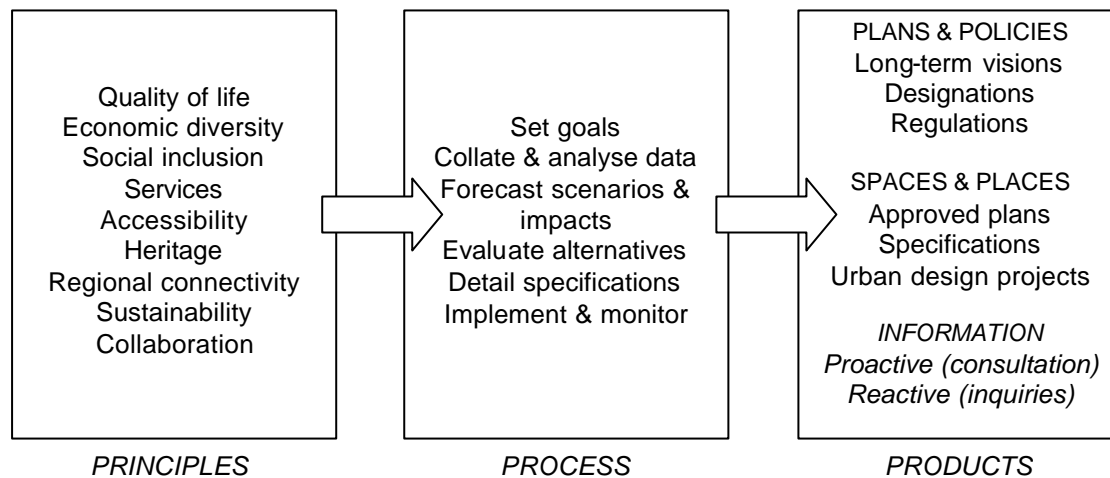 Quality of life
Economic diversity
Social inclusion
Services
Accessibility
Heritage
Regional connectivity
Sustainability
Collaboration
PRINCIPLES
Set goals
Collate & analyse data
Forecast scenarios &
impacts
Evaluate alternatives
Detail specifications
Implement & monitor
PROCESS
PLANS & POLICIES
Long-term visions
Designations
Regulations
SPACES & PLACES
Approved plans
Specifications
Urban design projects
INFORMATION
Proactive (consultation)
Reactive (inquiries)
PRODUCTS